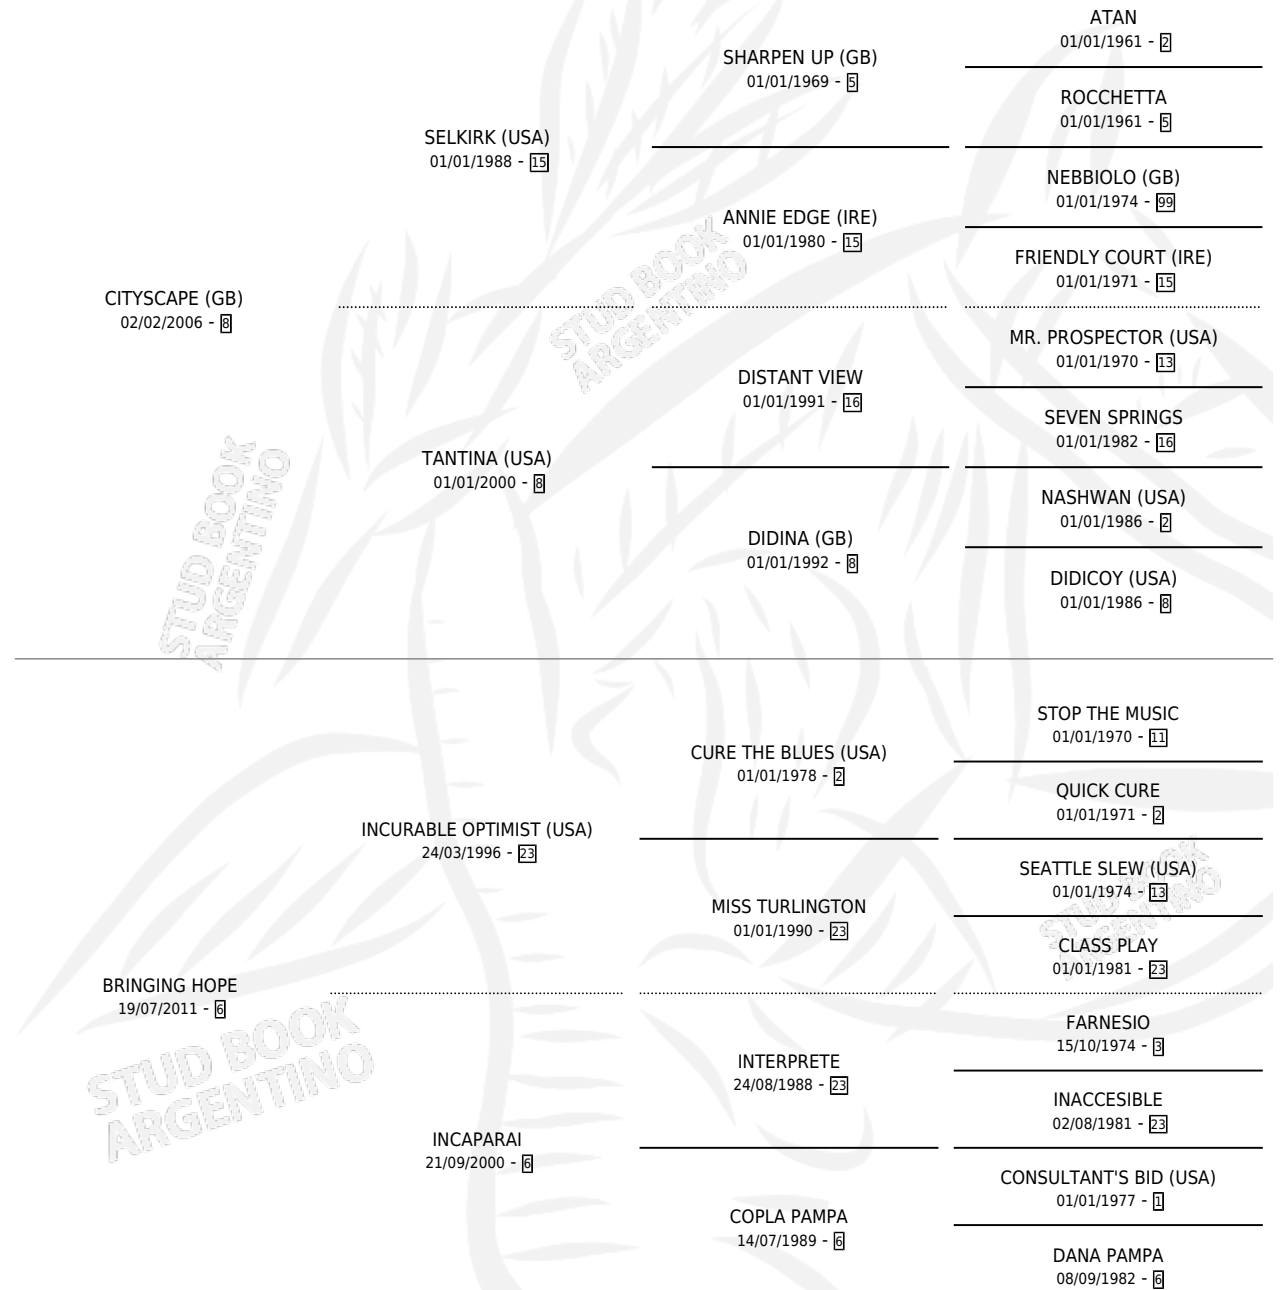 ATAN
01/01/1961 - 2
SHARPEN UP (GB)
01/01/1969 - 5
ROCCHETTA
01/01/1961 - 5
SELKIRK (USA)
01/01/1988 - 15
NEBBIOLO (GB)
01/01/1974 - 99
ANNIE EDGE (IRE)
01/01/1980 - 15
FRIENDLY COURT (IRE)
01/01/1971 - 15
CITYSCAPE (GB)
02/02/2006 - 8
STUD BOOK
ARGENTINO
MR. PROSPECTOR (USA)
01/01/1970 - 13
DISTANT VIEW
01/01/1991 - 16
SEVEN SPRINGS
01/01/1982 - 16
TANTINA (USA)
01/01/2000 - 8
NASHWAN (USA)
01/01/1986 - 2
DIDINA (GB)
01/01/1992 - 8
DIDICOY (USA)
01/01/1986 - 8
STUD BOOK
ARGENTINO
STOP THE MUSIC
01/01/1970 - 11
CURE THE BLUES (USA)
01/01/1978 - 2
QUICK CURE
01/01/1971 - 2
INCURABLE OPTIMIST (USA)
24/03/1996 - 23
SEATTLE SLEW (USA)
01/01/1974 - 13
STUD BOOK
ARGENTINO
MISS TURLINGTON
01/01/1990 - 23
CLASS PLAY
01/01/1981 - 23
BRINGING HOPE
19/07/2011 - 6
STUD BOOK
ARGENTINO
FARNESIO
15/10/1974 - 3
INTERPRETE
24/08/1988 - 23
INACCESIBLE
02/08/1981 - 23
INCAPARAI
21/09/2000 - 6
CONSULTANT'S BID (USA)
01/01/1977 - 1
COPLA PAMPA
14/07/1989 - 6
DANA PAMPA
08/09/1982 - 6